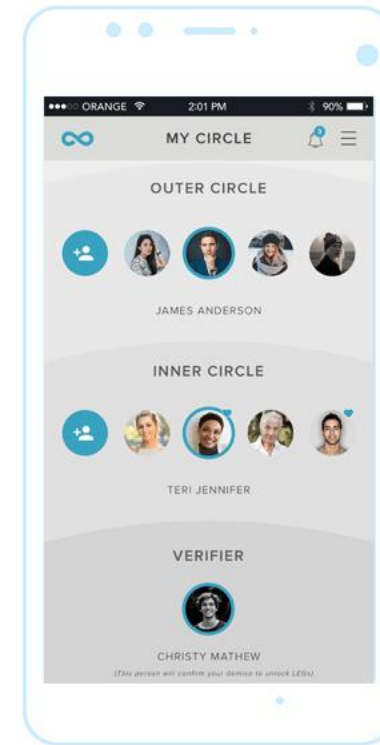 ORANGE 2:01 PM 90%
MY CIRCLE 3
OUTER CIRCLE
JAMES ANDERSON
INNER CIRCLE
TERI JENNIFER
VERIFIER
CHRISTY MATHEW
(This person will confirm your demise to unlock LEGs)